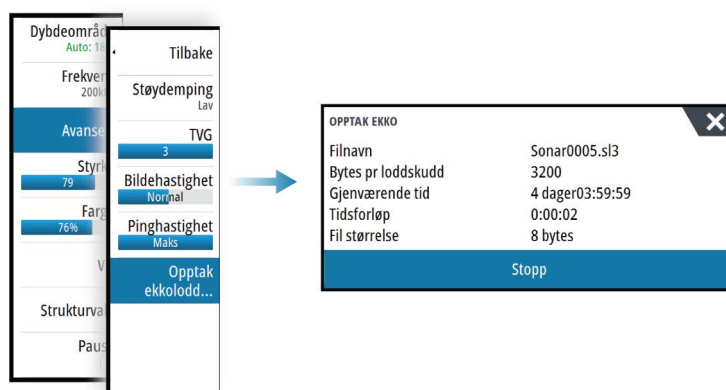 Dybdeområd
Auto: 18
Frekver
200k
Avanse
Styrk
79
Farg
76%
V
Strukturva
Paus
Tilbake
Støydemping
Lav
TVG
3
Bildehastighet
Normal
Pinghastighet
Maks
Opptak
ekkolodd...
OPPTAK EKKO
Filnavn Sonar0005.sl3
Bytes pr loddskudd 3200
Gjenværende tid 4 dager03:59:59
Tidsforløp 0:00:02
Fil størrelse 8 bytes
Stopp